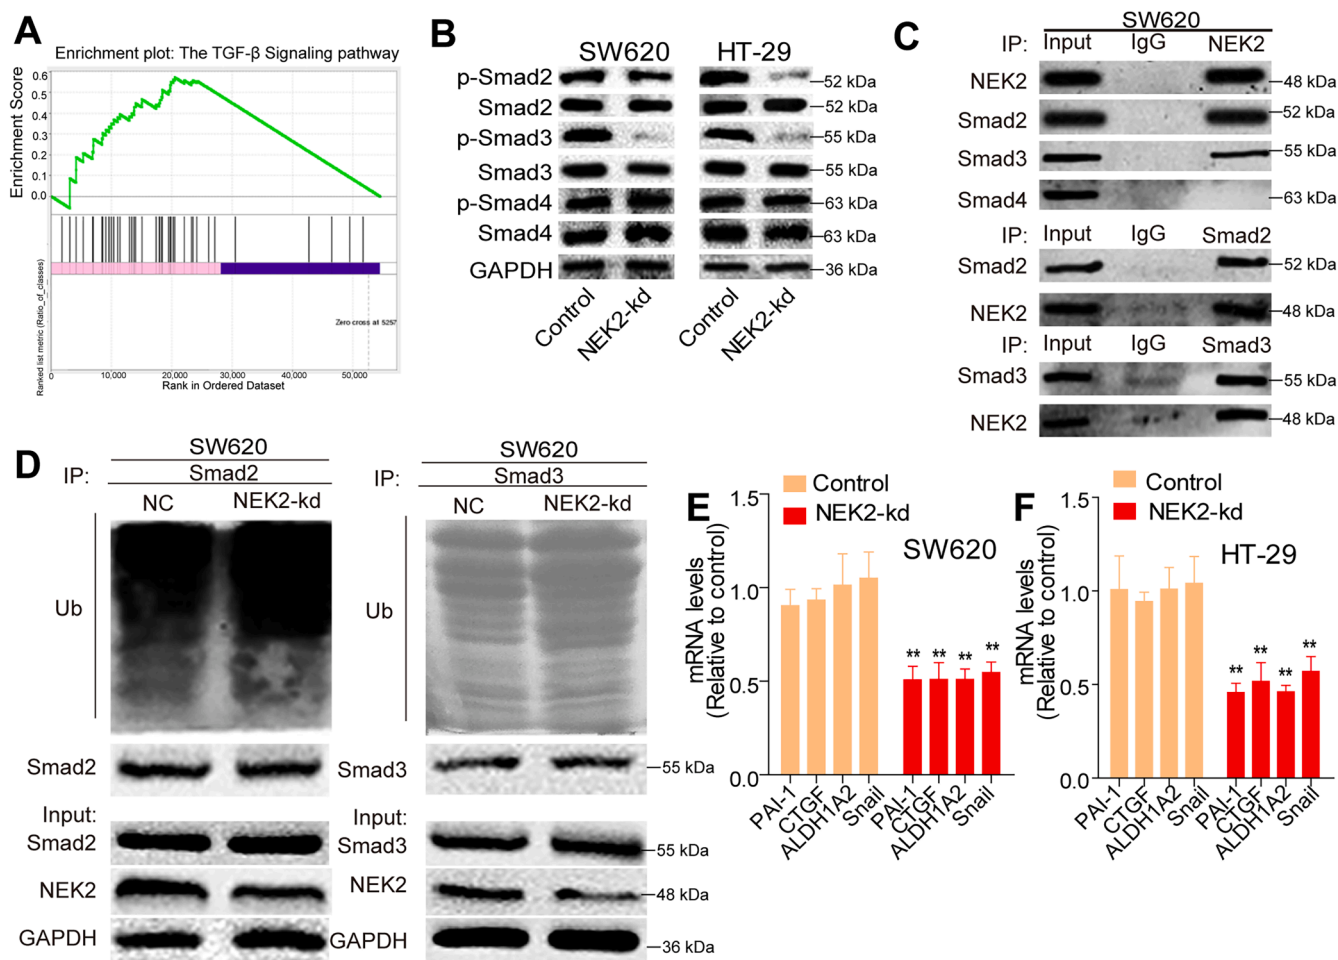 A
Enrichment plot: The TGF-β Signaling pathway
Enrichment Score
0.6
0.5
0.4
0.3
0.2
0.1
0.0
Ranked list metric (Ratio_of_classes)
Zero cross at 5257
0 10,000 20,000 30,000 40,000 50,000
Rank in Ordered Dataset
B
SW620 HT-29
p-Smad2 52 kDa
Smad2 52 kDa
p-Smad3 55 kDa
Smad3 55 kDa
p-Smad4 63 kDa
Smad4 63 kDa
GAPDH 36 kDa
Control NEK2-kd Control NEK2-kd
C
SW620
IP: Input IgG NEK2
NEK2 48 kDa
Smad2 52 kDa
Smad3 55 kDa
Smad4 63 kDa
IP: Input IgG Smad2
Smad2 52 kDa
NEK2 48 kDa
IP: Input IgG Smad3
Smad3 55 kDa
NEK2 48 kDa
D
SW620
IP: Smad2
NC NEK2-kd
Ub
Smad2
Input:
Smad2
NEK2
GAPDH
SW620
IP: Smad3
NC NEK2-kd
Ub
Smad3 55 kDa
Input:
Smad3 55 kDa
NEK2 48 kDa
GAPDH 36 kDa
E
Control
NEK2-kd
SW620
mRNA levels
(Relative to control)
1.5
1.0
0.5
0.0
** ** ** **
PAI-1 CTGF ALDH1A2 Snail PAI-1 CTGF ALDH1A2 Snail
F
Control
NEK2-kd
HT-29
mRNA levels
(Relative to control)
1.5
1.0
0.5
0.0
** ** ** **
PAI-1 CTGF ALDH1A2 Snail PAI-1 CTGF ALDH1A2 Snail